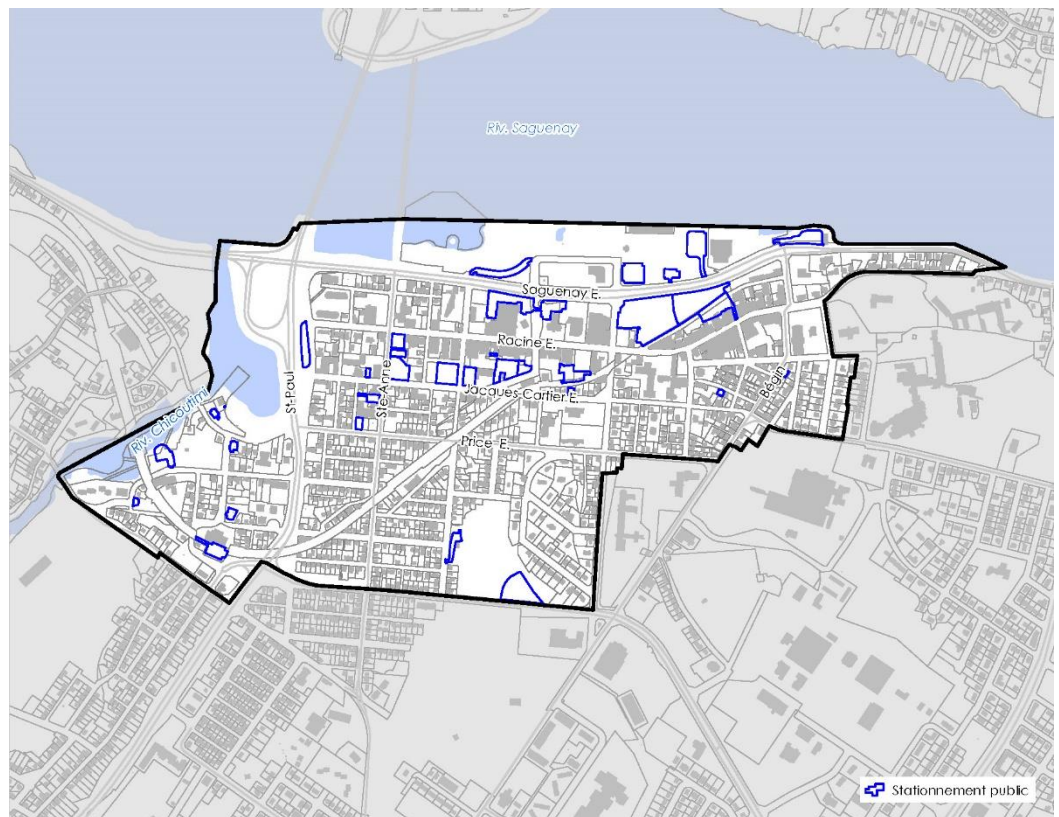 Riv. Saguenay
Saguenay E.
Racine E.
Jacques-Cartier E.
Ste-Anne
St-Paul
Bégin
Riv. Chicoutimi
Price E.
Stationnement public